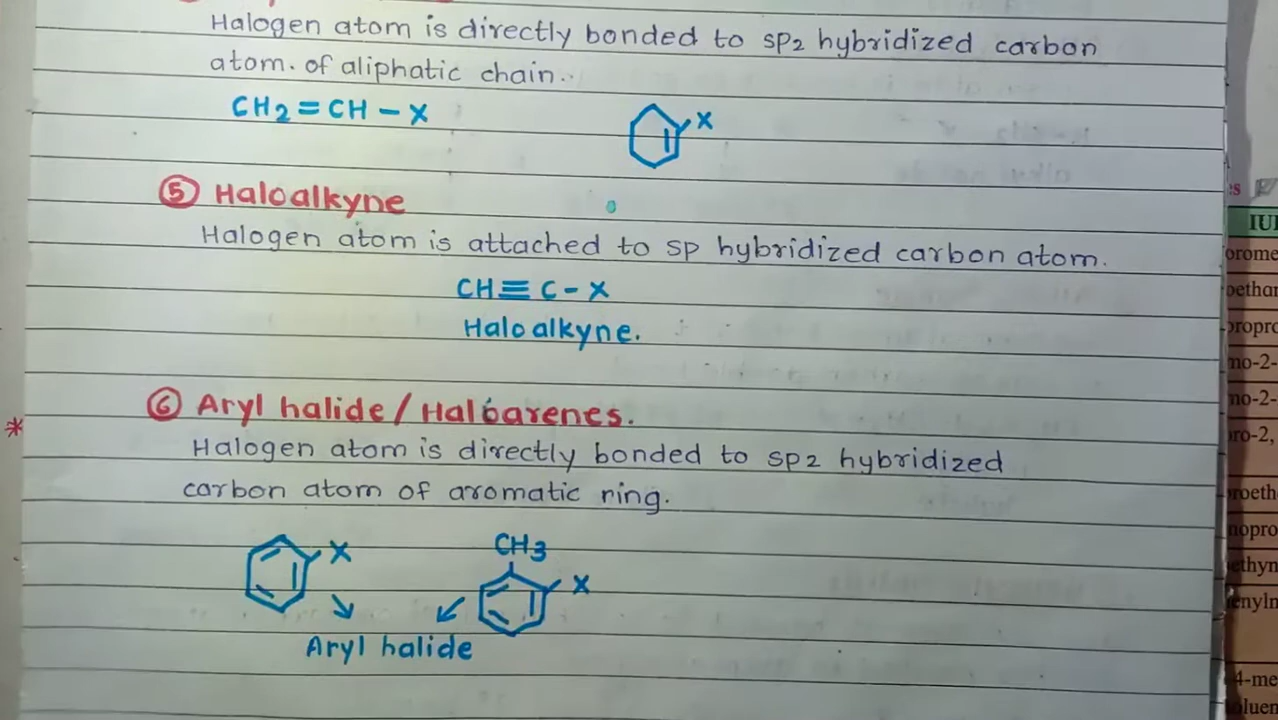 Halogen atom is directly bonded to sp2 hybridized carbon
atom. of aliphatic chain..
CH2=CH-X
X
⑤ Haloalkyne
Halogen atom is attached to sp hybridized carbon atom.
CH≡C-X
Haloalkyne.
⑥ Aryl halide / Haloarenes.
* Halogen atom is directly bonded to sp2 hybridized
carbon atom of aromatic ring.
X
CH3
X
Aryl halide